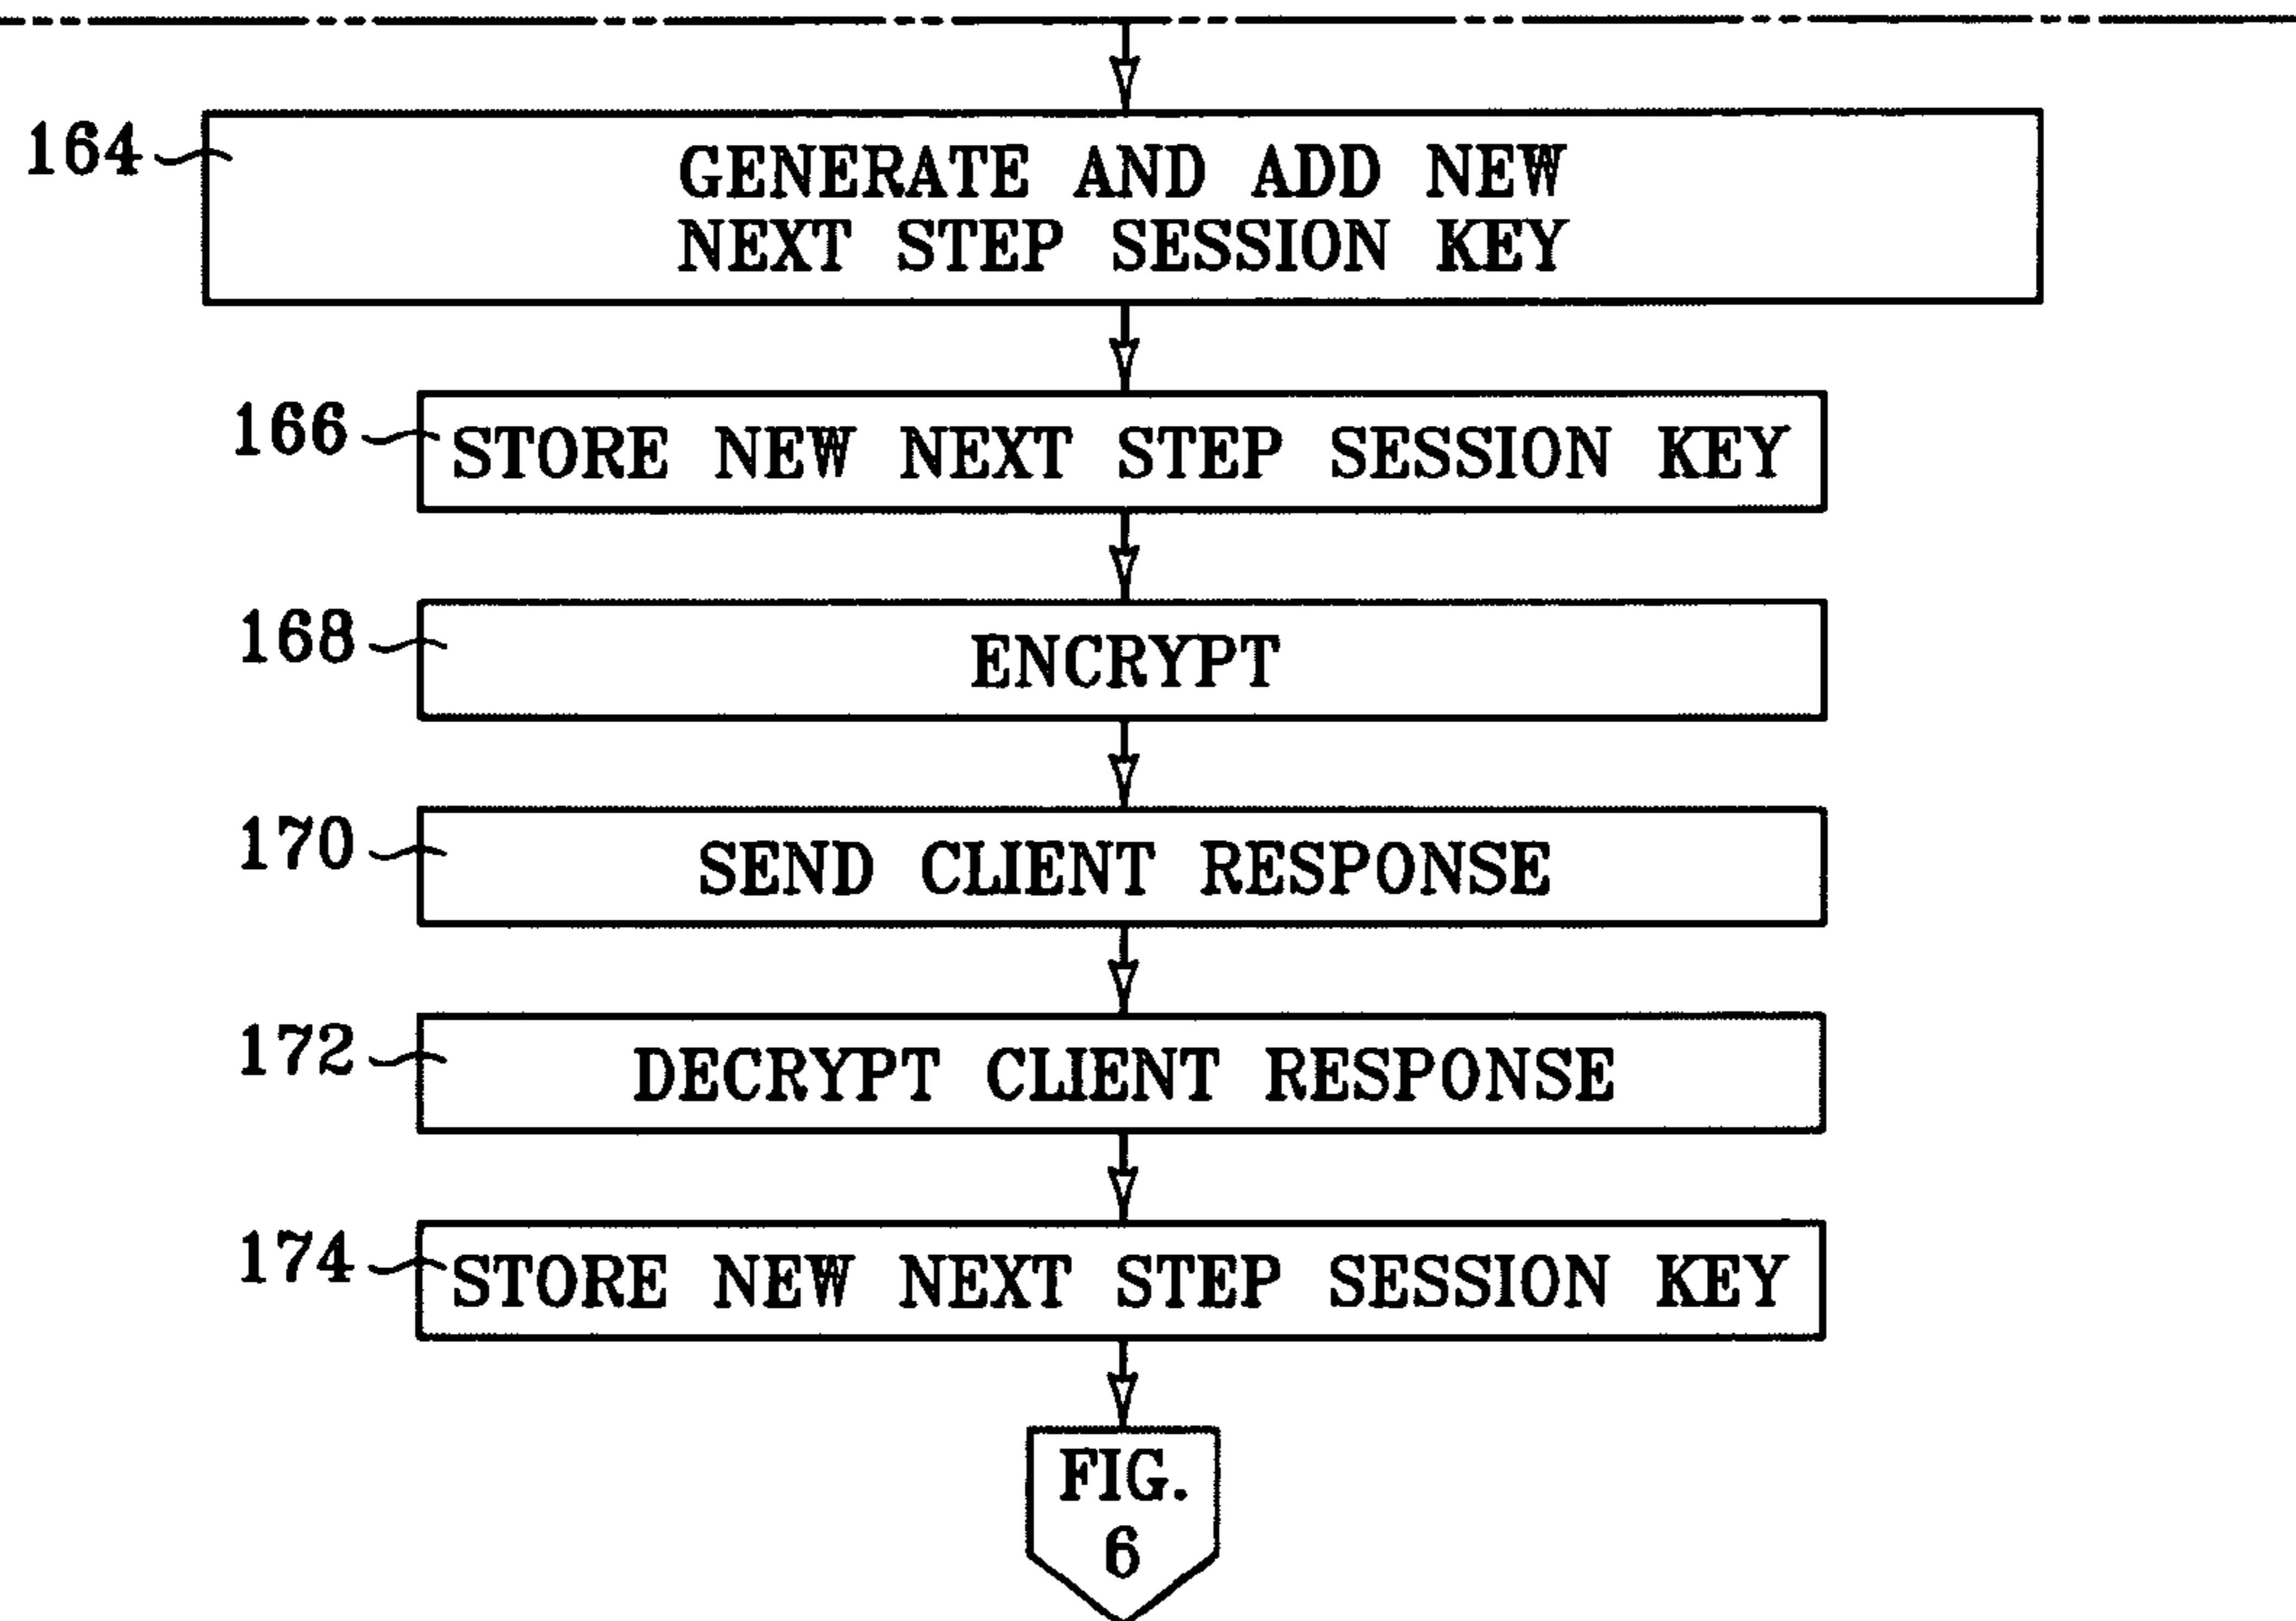 164
GENERATE AND ADD NEW
NEXT STEP SESSION KEY
166
STORE NEW NEXT STEP SESSION KEY
168
ENCRYPT
170
SEND CLIENT RESPONSE
172
DECRYPT CLIENT RESPONSE
174
STORE NEW NEXT STEP SESSION KEY
FIG.
6